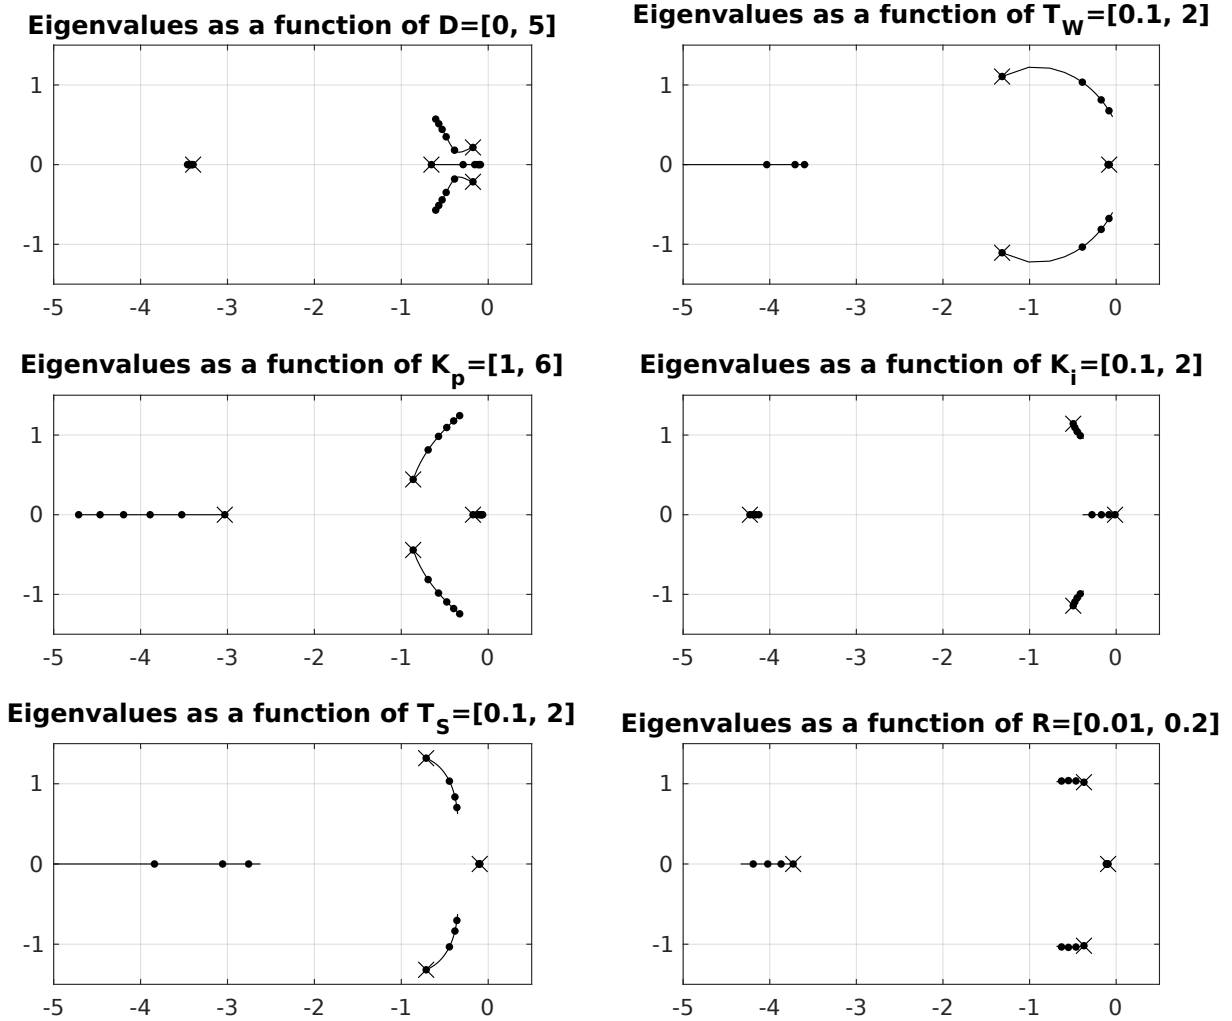 Eigenvalues as a function of D=[0, 5]
1
0
-1
-5 -4 -3 -2 -1 0
Eigenvalues as a function of T_W=[0.1, 2]
1
0
-1
-5 -4 -3 -2 -1 0
Eigenvalues as a function of K_p=[1, 6]
1
0
-1
-5 -4 -3 -2 -1 0
Eigenvalues as a function of K_i=[0.1, 2]
1
0
-1
-5 -4 -3 -2 -1 0
Eigenvalues as a function of T_S=[0.1, 2]
1
0
-1
-5 -4 -3 -2 -1 0
Eigenvalues as a function of R=[0.01, 0.2]
1
0
-1
-5 -4 -3 -2 -1 0